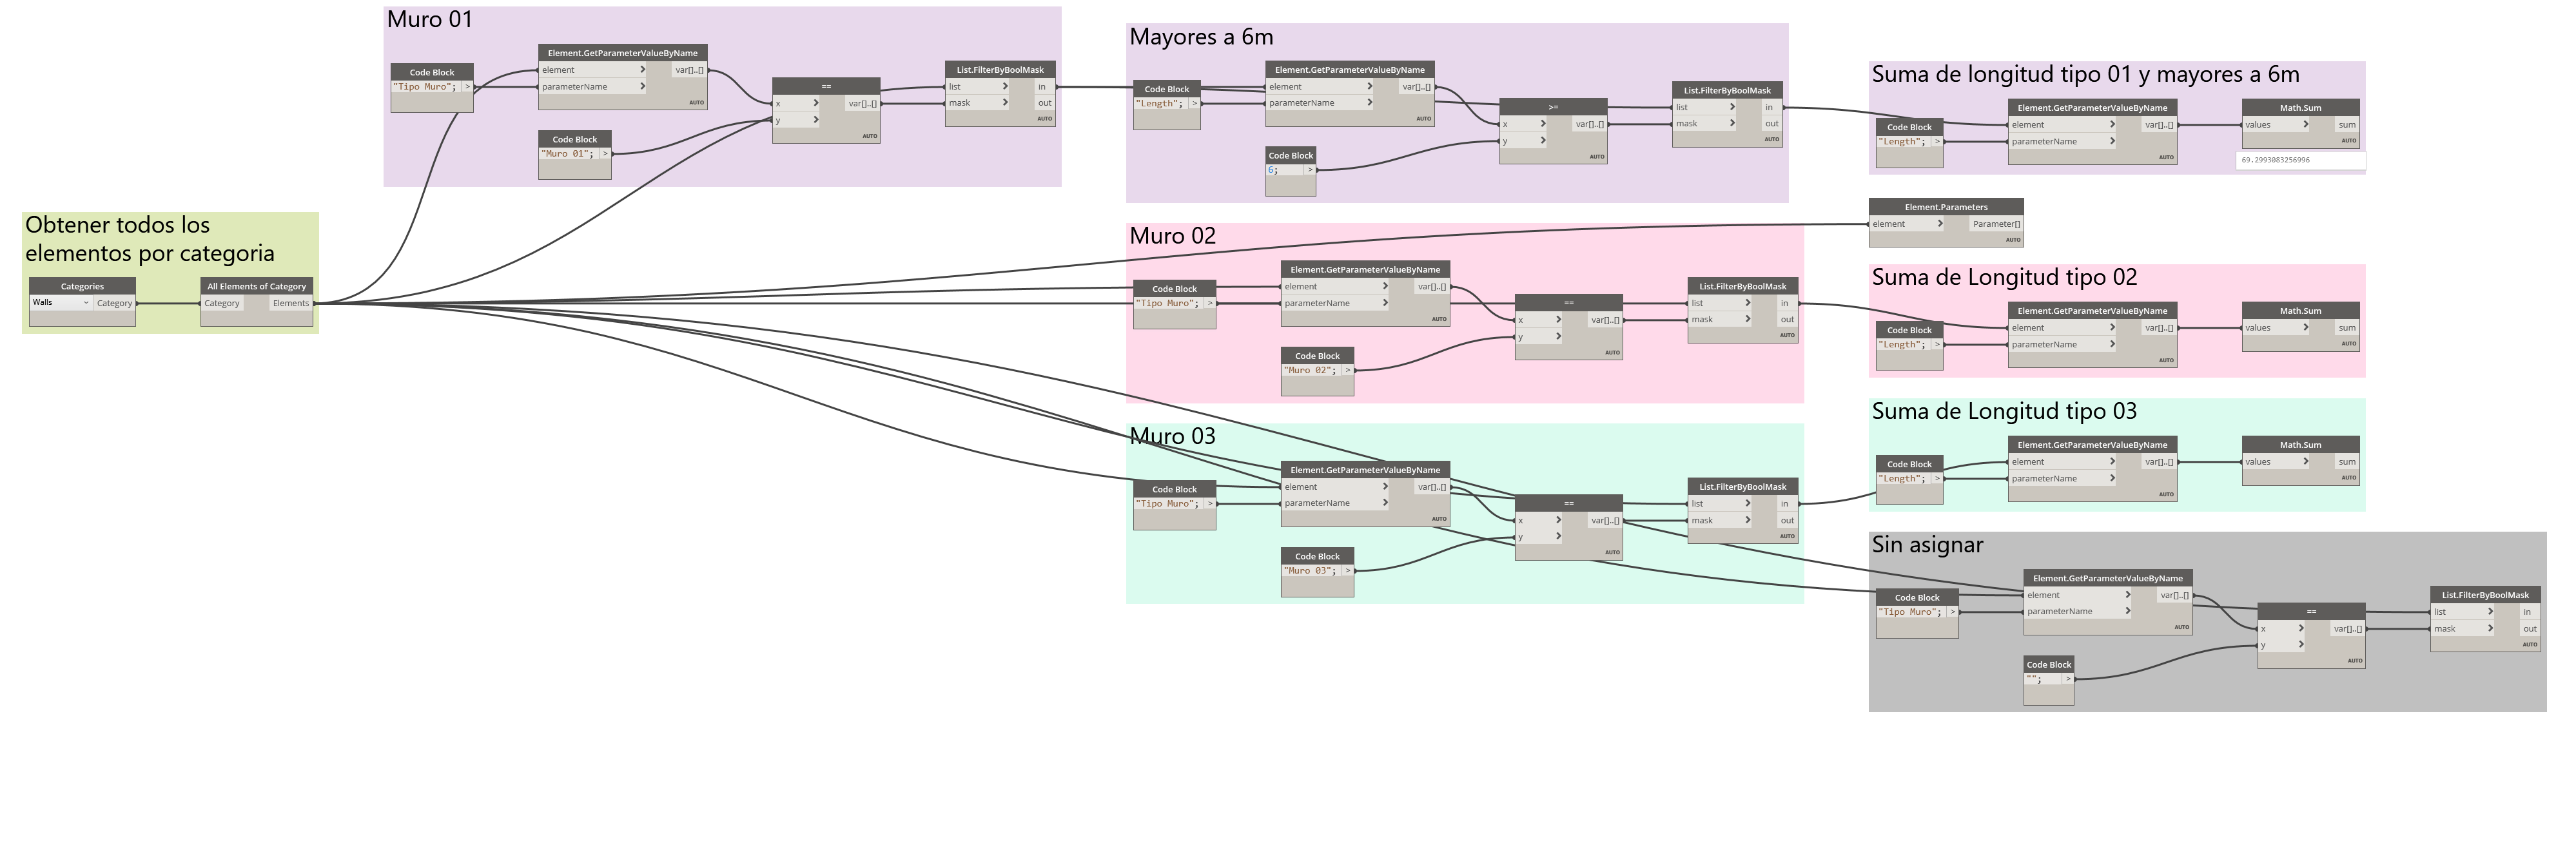 Obtener todos los
elementos por categoria
Categories
Walls
Category
All Elements of Category
Category
Elements
Muro 01
Code Block
"Tipo Muro";
>
Element.GetParameterValueByName
element
>
var[]..[]
parameterName
>
AUTO
Code Block
"Muro 01";
>
==
x
>
var[]..[]
y
>
AUTO
List.FilterByBoolMask
list
>
in
mask
>
out
AUTO
Mayores a 6m
Code Block
"Length";
>
Element.GetParameterValueByName
element
>
var[]..[]
parameterName
>
AUTO
Code Block
6;
>
>=
x
>
var[]..[]
y
>
AUTO
List.FilterByBoolMask
list
>
in
mask
>
out
AUTO
Suma de longitud tipo 01 y mayores a 6m
Code Block
"Length";
>
Element.GetParameterValueByName
element
>
var[]..[]
parameterName
>
AUTO
Math.Sum
values
>
sum
AUTO
69.2993083256996
Element.Parameters
element
>
Parameter[]
AUTO
Muro 02
Code Block
"Tipo Muro";
>
Element.GetParameterValueByName
element
>
var[]..[]
parameterName
>
AUTO
Code Block
"Muro 02";
>
==
x
>
var[]..[]
y
>
AUTO
List.FilterByBoolMask
list
>
in
mask
>
out
AUTO
Suma de Longitud tipo 02
Code Block
"Length";
>
Element.GetParameterValueByName
element
>
var[]..[]
parameterName
>
AUTO
Math.Sum
values
>
sum
AUTO
Muro 03
Code Block
"Tipo Muro";
>
Element.GetParameterValueByName
element
>
var[]..[]
parameterName
>
AUTO
Code Block
"Muro 03";
>
==
x
>
var[]..[]
y
>
AUTO
List.FilterByBoolMask
list
>
in
mask
>
out
AUTO
Suma de Longitud tipo 03
Code Block
"Length";
>
Element.GetParameterValueByName
element
>
var[]..[]
parameterName
>
AUTO
Math.Sum
values
>
sum
AUTO
Sin asignar
Code Block
"Tipo Muro";
>
Element.GetParameterValueByName
element
>
var[]..[]
parameterName
>
AUTO
Code Block
"";
>
==
x
>
var[]..[]
y
>
AUTO
List.FilterByBoolMask
list
>
in
mask
>
out
AUTO